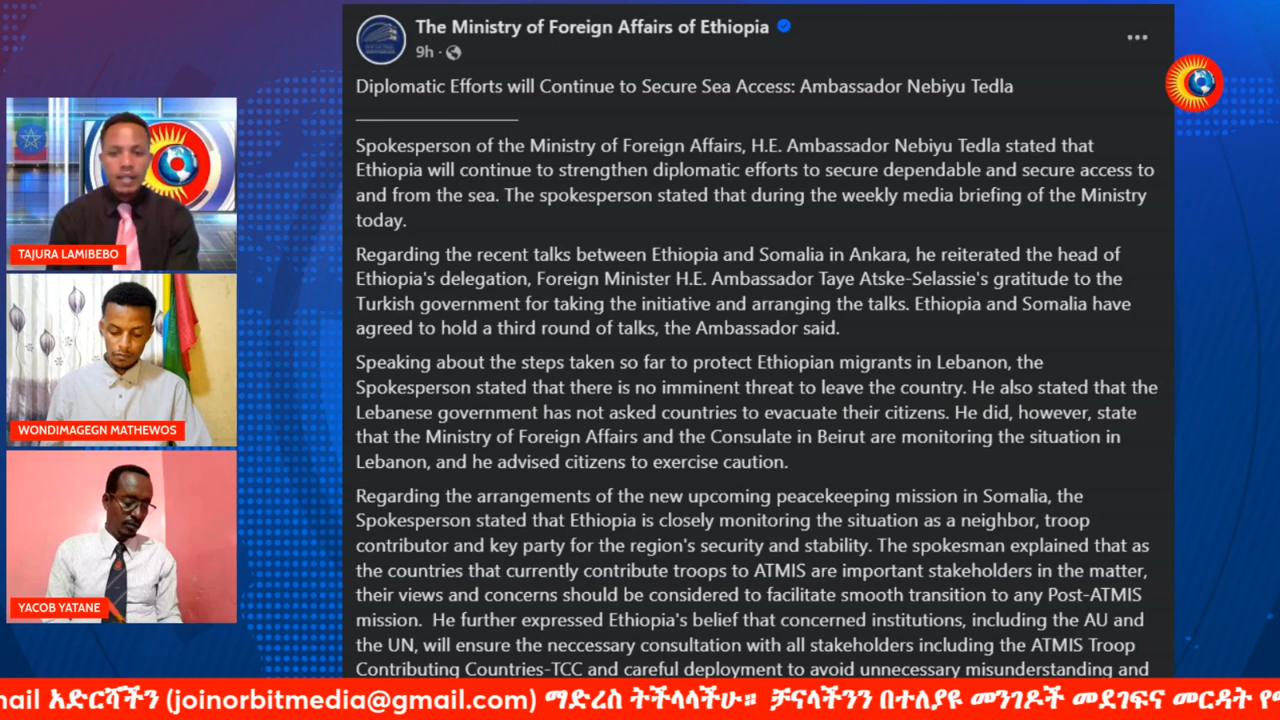 The Ministry of Foreign Affairs of Ethiopia
9h ·
Diplomatic Efforts will Continue to Secure Sea Access: Ambassador Nebiyu Tedla
Spokesperson of the Ministry of Foreign Affairs, H.E. Ambassador Nebiyu Tedla stated that
Ethiopia will continue to strengthen diplomatic efforts to secure dependable and secure access to
and from the sea. The spokesperson stated that during the weekly media briefing of the Ministry
today.
Regarding the recent talks between Ethiopia and Somalia in Ankara, he reiterated the head of
Ethiopia's delegation, Foreign Minister H.E. Ambassador Taye Atske-Selassie's gratitude to the
Turkish government for taking the initiative and arranging the talks. Ethiopia and Somalia have
agreed to hold a third round of talks, the Ambassador said.
Speaking about the steps taken so far to protect Ethiopian migrants in Lebanon, the
Spokesperson stated that there is no imminent threat to leave the country. He also stated that the
Lebanese government has not asked countries to evacuate their citizens. He did, however, state
that the Ministry of Foreign Affairs and the Consulate in Beirut are monitoring the situation in
Lebanon, and he advised citizens to exercise caution.
Regarding the arrangements of the new upcoming peacekeeping mission in Somalia, the
Spokesperson stated that Ethiopia is closely monitoring the situation as a neighbor, troop
contributor and key party for the region's security and stability. The spokesman explained that as
the countries that currently contribute troops to ATMIS are important stakeholders in the matter,
their views and concerns should be considered to facilitate smooth transition to any Post-ATMIS
mission. He further expressed Ethiopia's belief that concerned institutions, including the AU and
the UN, will ensure the neccessary consultation with all stakeholders including the ATMIS Troop
Contributing Countries-TCC and careful deployment to avoid unnecessary misunderstanding and
TAJURA LAMIBEBO
WONDIMAGEGN MATHEWOS
YACOB YATANE
mail አድርሻችን (joinorbitmedia@gmail.com) ማድረስ ትችላላችሁ። ቻናላችንን በተለያዩ መንገዶች መደገፍና መርዳት